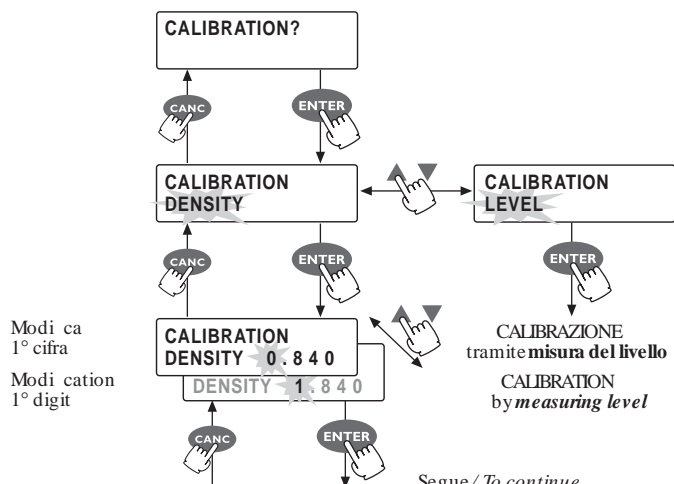 CALIBRATION?
CANC
ENTER
CALIBRATION
DENSITY
CALIBRATION
LEVEL
CANC
ENTER
ENTER
Modi ca
1° cifra
Modi cation
1° digit
CALIBRATION
DENSITY 0.840
DENSITY 1.840
CALIBRAZIONE
tramite misura del livello
CALIBRATION
by measuring level
CANC
ENTER
Segue / To continue